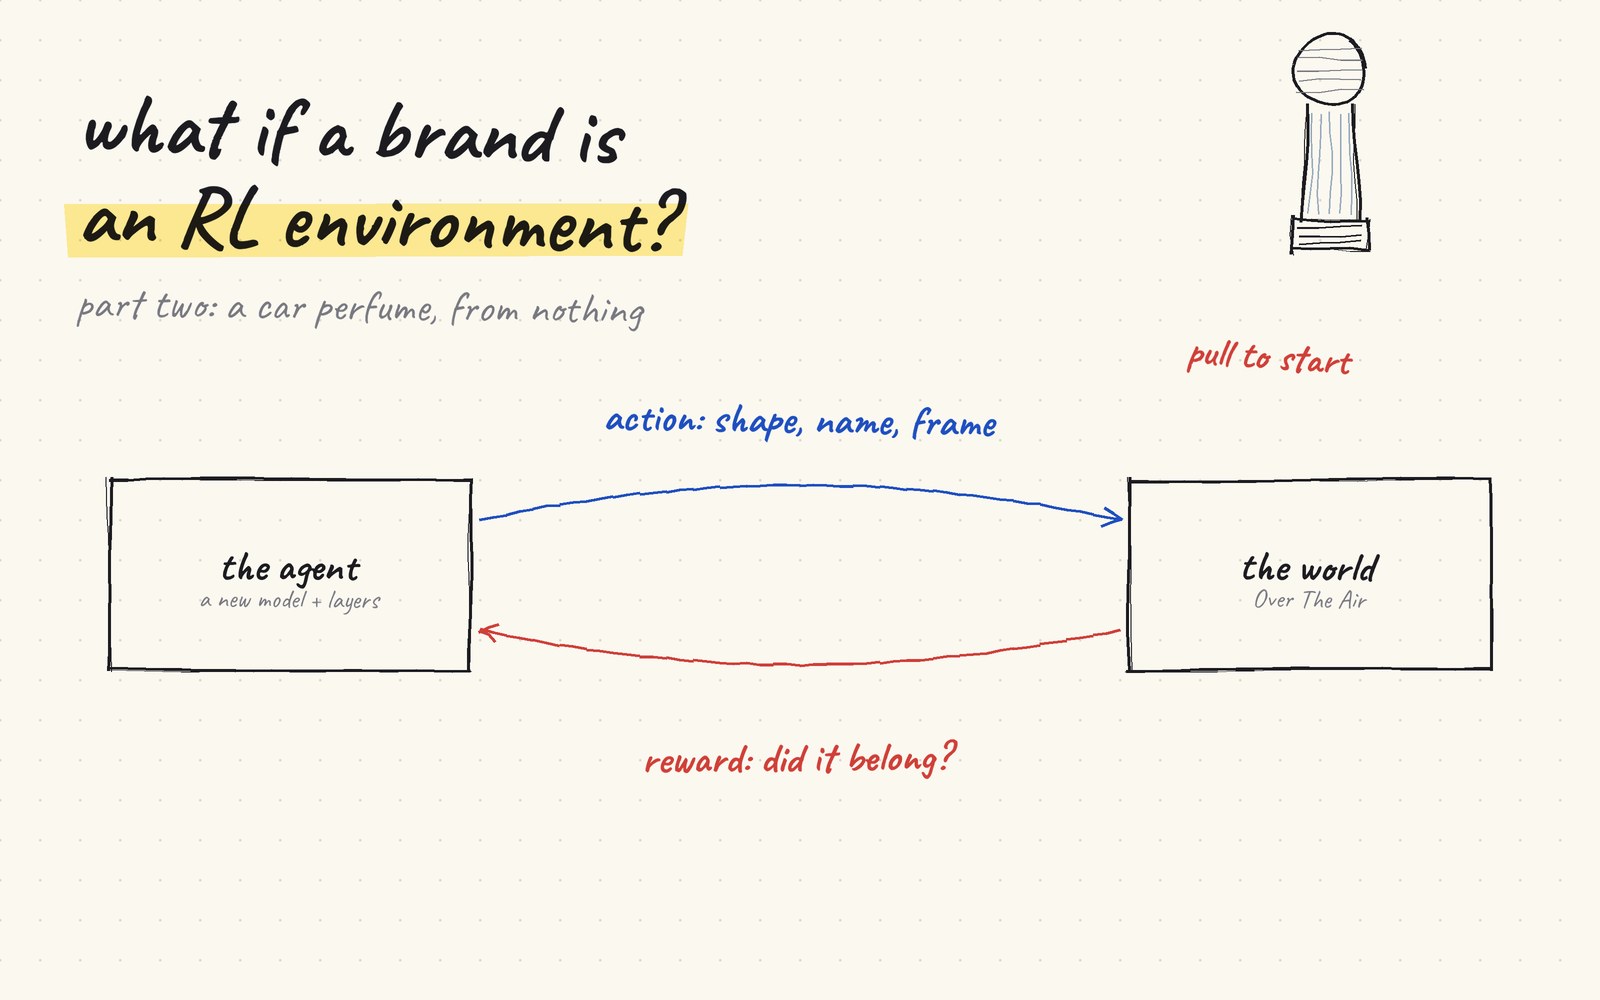 what if a brand is
an RL environment?
part two: a car perfume, from nothing
pull to start
action: shape, name, frame
the agent
a new model + layers
the world
Over The Air
reward: did it belong?